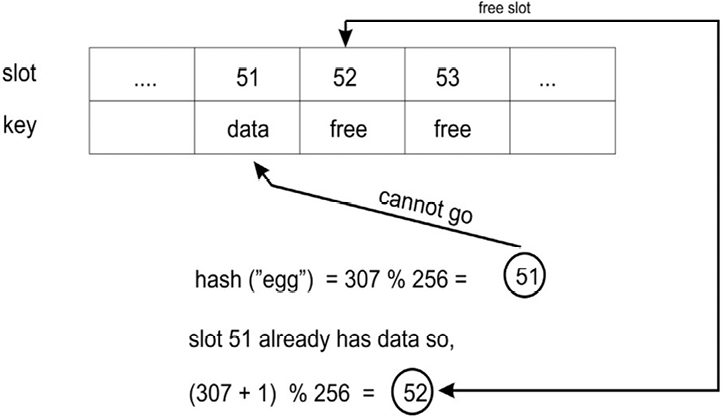 free slot
slot .... 51 52 53 ...
key data free free
cannot go
hash (”egg”) = 307 % 256 = 51
slot 51 already has data so,
(307 + 1) % 256 = 52